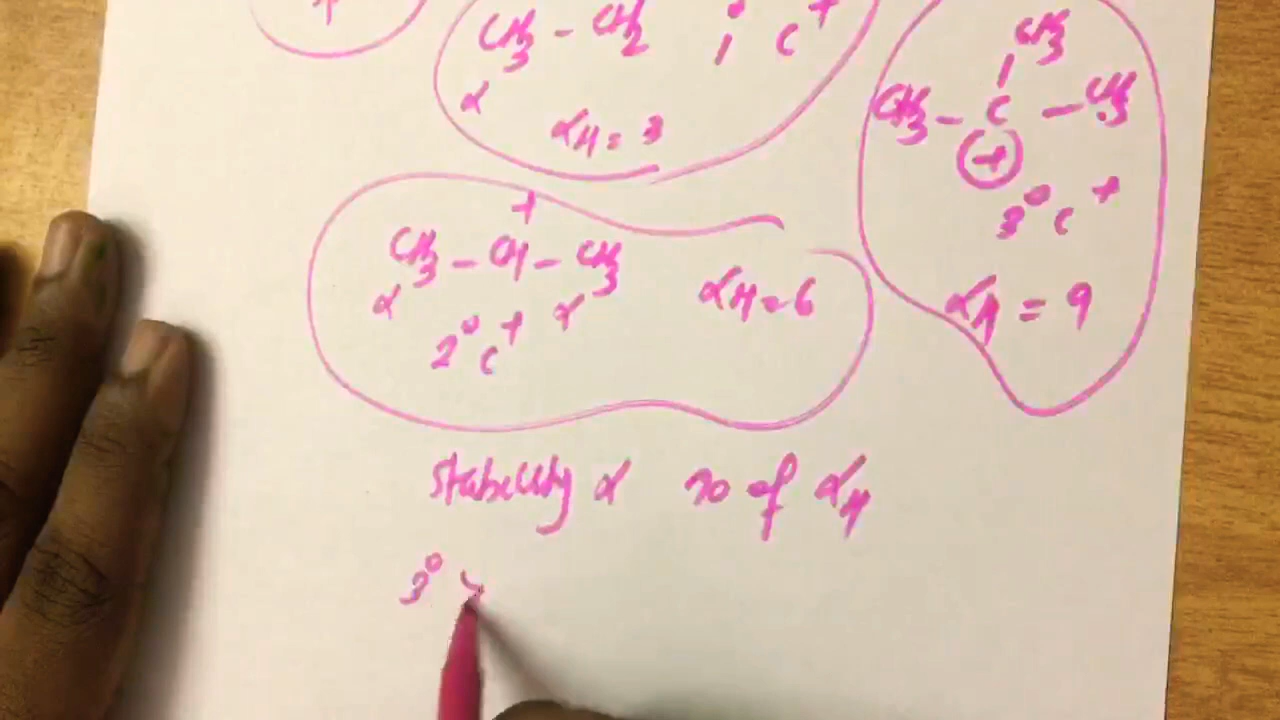 +
CH3 - CH2
1° C+
α
αH = 3
CH3
|
CH3 - C - CH3
+
3° C+
αH = 9
+
CH3 - CH - CH3
α α
2° C+
αH = 6
stability α no of αH
3° >